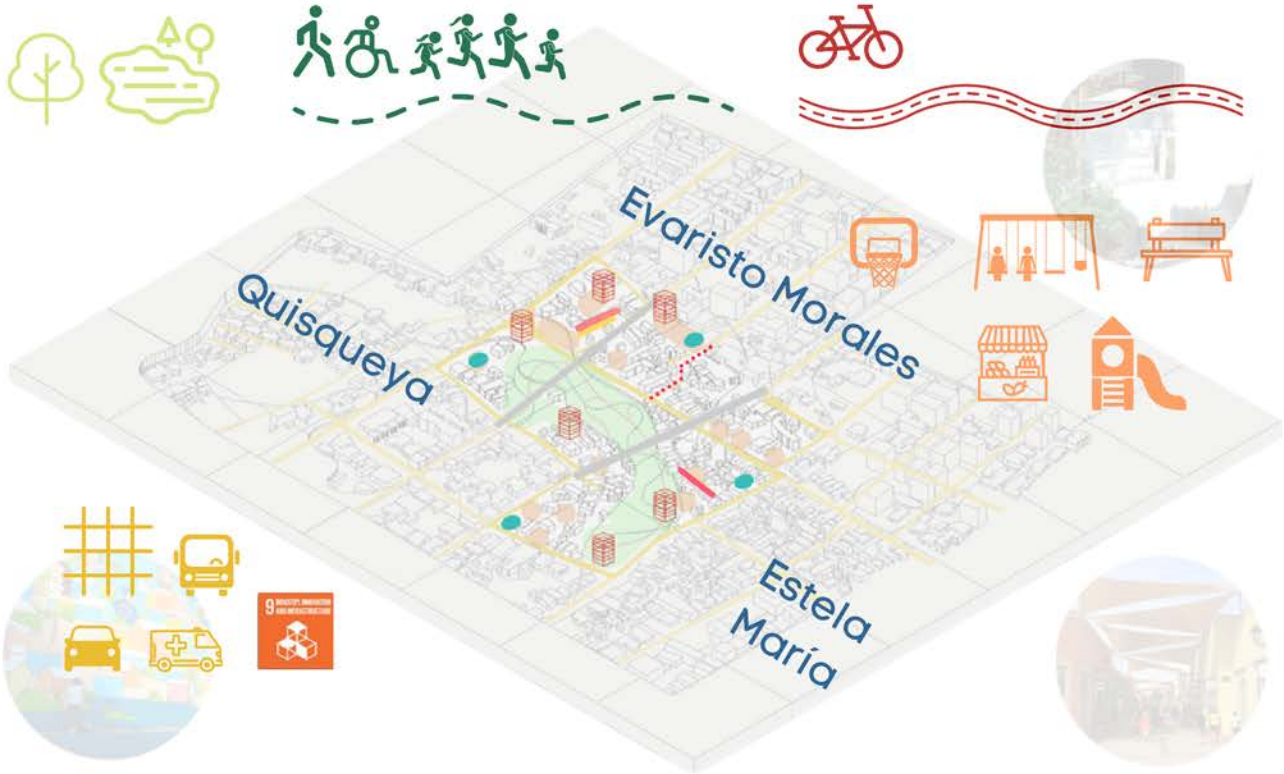 Evaristo Morales
Quisqueya
Estela
María
9 INDUSTRY, INNOVATION
AND INFRASTRUCTURE